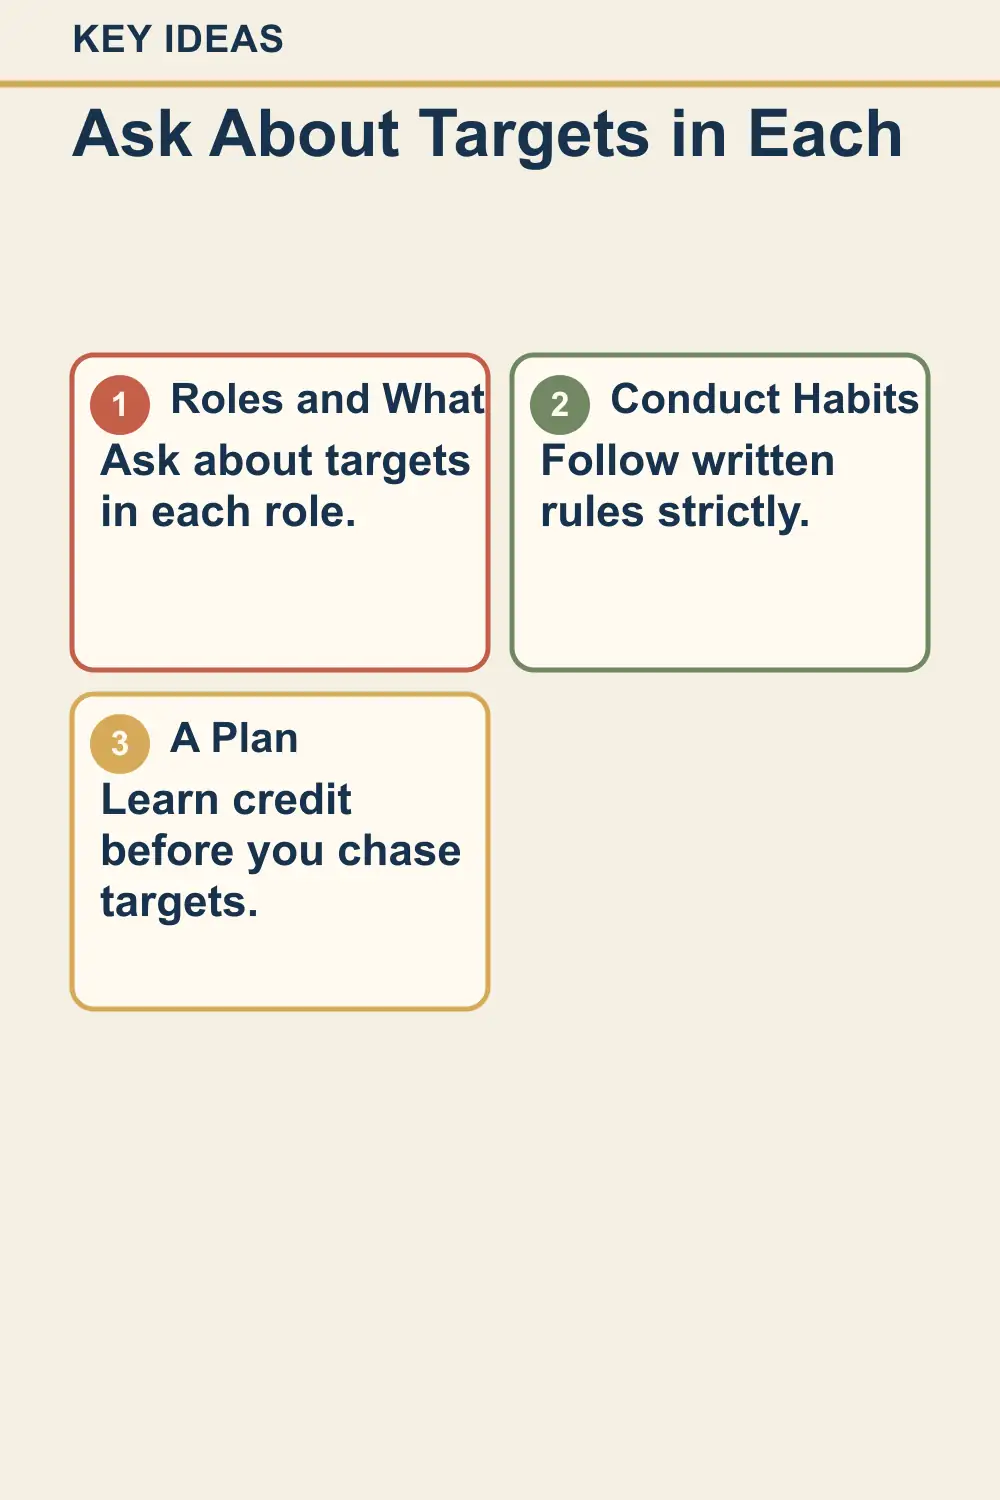 KEY IDEAS
Ask About Targets in Each
1
Roles and What
Ask about targets
in each role.
2
Conduct Habits
Follow written
rules strictly.
3
A Plan
Learn credit
before you chase
targets.